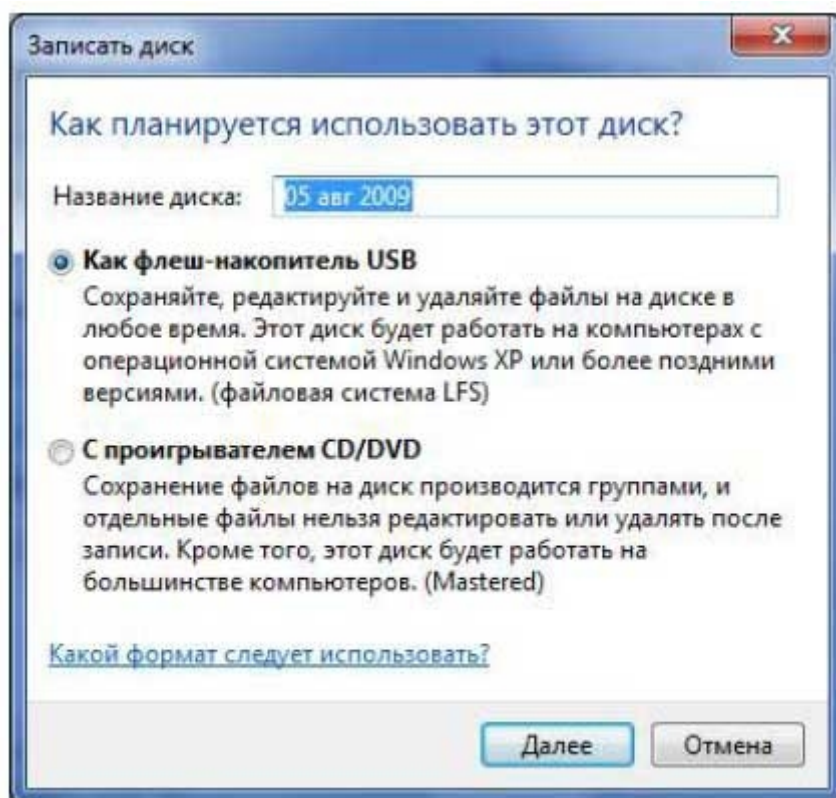 Записать диск
Как планируется использовать этот диск?
Название диска: 05 авг 2009
Как флеш-накопитель USB
Сохраняйте, редактируйте и удаляйте файлы на диске в
любое время. Этот диск будет работать на компьютерах с
операционной системой Windows XP или более поздними
версиями. (файловая система LFS)
С проигрывателем CD/DVD
Сохранение файлов на диск производится группами, и
отдельные файлы нельзя редактировать или удалять после
записи. Кроме того, этот диск будет работать на
большинстве компьютеров. (Mastered)
Какой формат следует использовать?
Далее Отмена